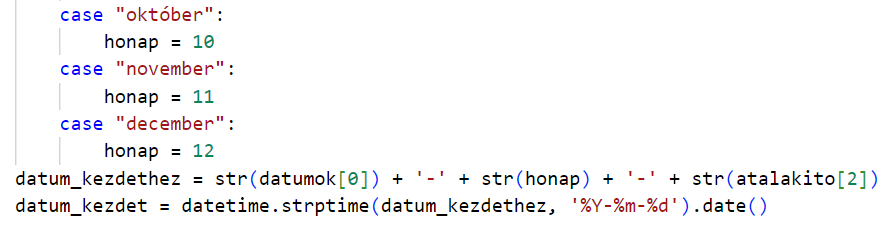 case "október":
honap = 10
case "november":
honap = 11
case "december":
honap = 12
datum_kezdethez = str(datumok[0]) + '-' + str(honap) + '-' + str(atalakito[2])
datum_kezdet = datetime.strptime(datum_kezdethez, '%Y-%m-%d').date()